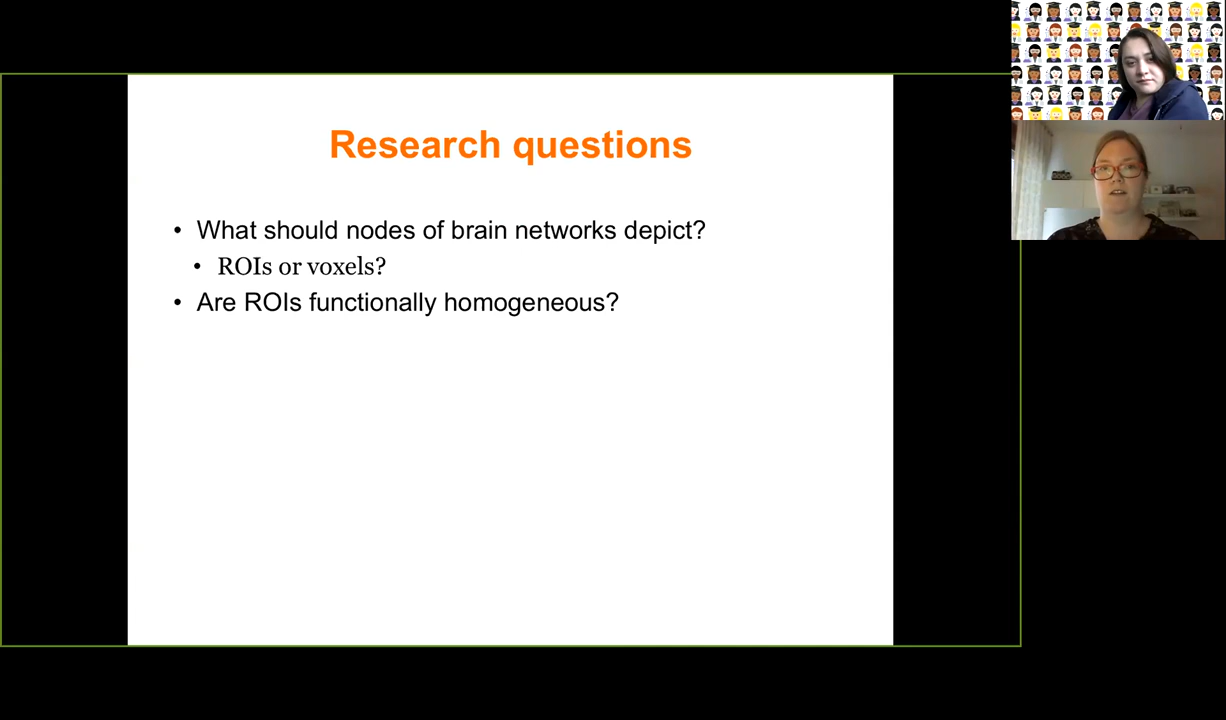 Research questions
• What should nodes of brain networks depict?
• ROIs or voxels?
• Are ROIs functionally homogeneous?